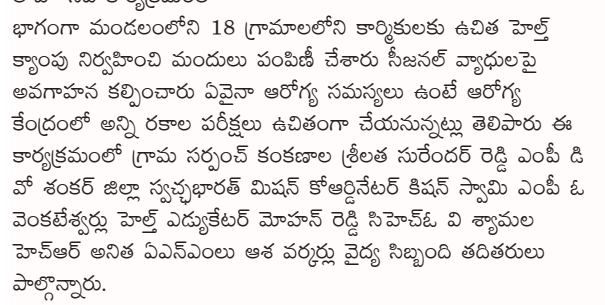 భాగంగా మండలంలోని 18 గ్రామాలలోని కార్మికులకు ఉచిత హెల్త్
క్యాంపు నిర్వహించి మందులు పంపిణీ చేశారు సీజనల్ వ్యాధులపై
అవగాహన కల్పించారు ఏవైనా ఆరోగ్య సమస్యలు ఉంటే ఆరోగ్య
కేంద్రంలో అన్ని రకాల పరీక్షలు ఉచితంగా చేయనున్నట్లు తెలిపారు ఈ
కార్యక్రమంలో గ్రామ సర్పంచ్ కంకణాల శ్రీలత సురేందర్ రెడ్డి ఎంపీ డి
వో శంకర్ జిల్లా స్వచ్ఛభారత్ మిషన్ కోఆర్డినేటర్ కిషన్ స్వామి ఎంపీ ఓ
వెంకటేశ్వర్లు హెల్త్ ఎడ్యుకేటర్ మోహన్ రెడ్డి సిహెచ్ఓ వి శ్యామల
హెచ్ఆర్ అనిత ఏఎన్ఎంలు ఆశ వర్కర్లు వైద్య సిబ్బంది తదితరులు
పాల్గొన్నారు.